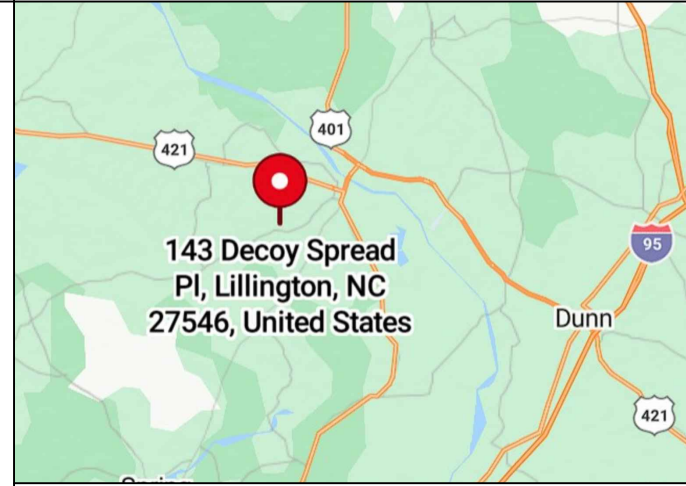 401
421
143 Decoy Spread
Pl, Lillington, NC
27546, United States
95
Dunn
421